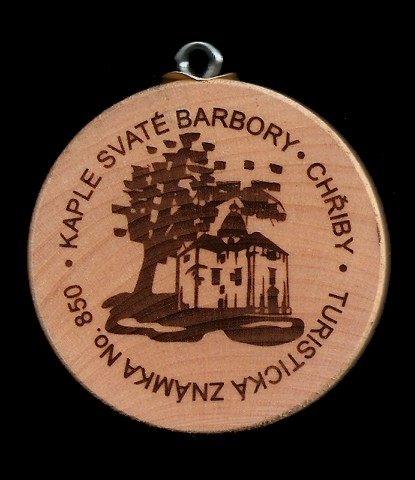 KAPLE SVATÉ BARBORY • CHŘIBY • TURISTICKÁ ZNÁMKA No. 850 •